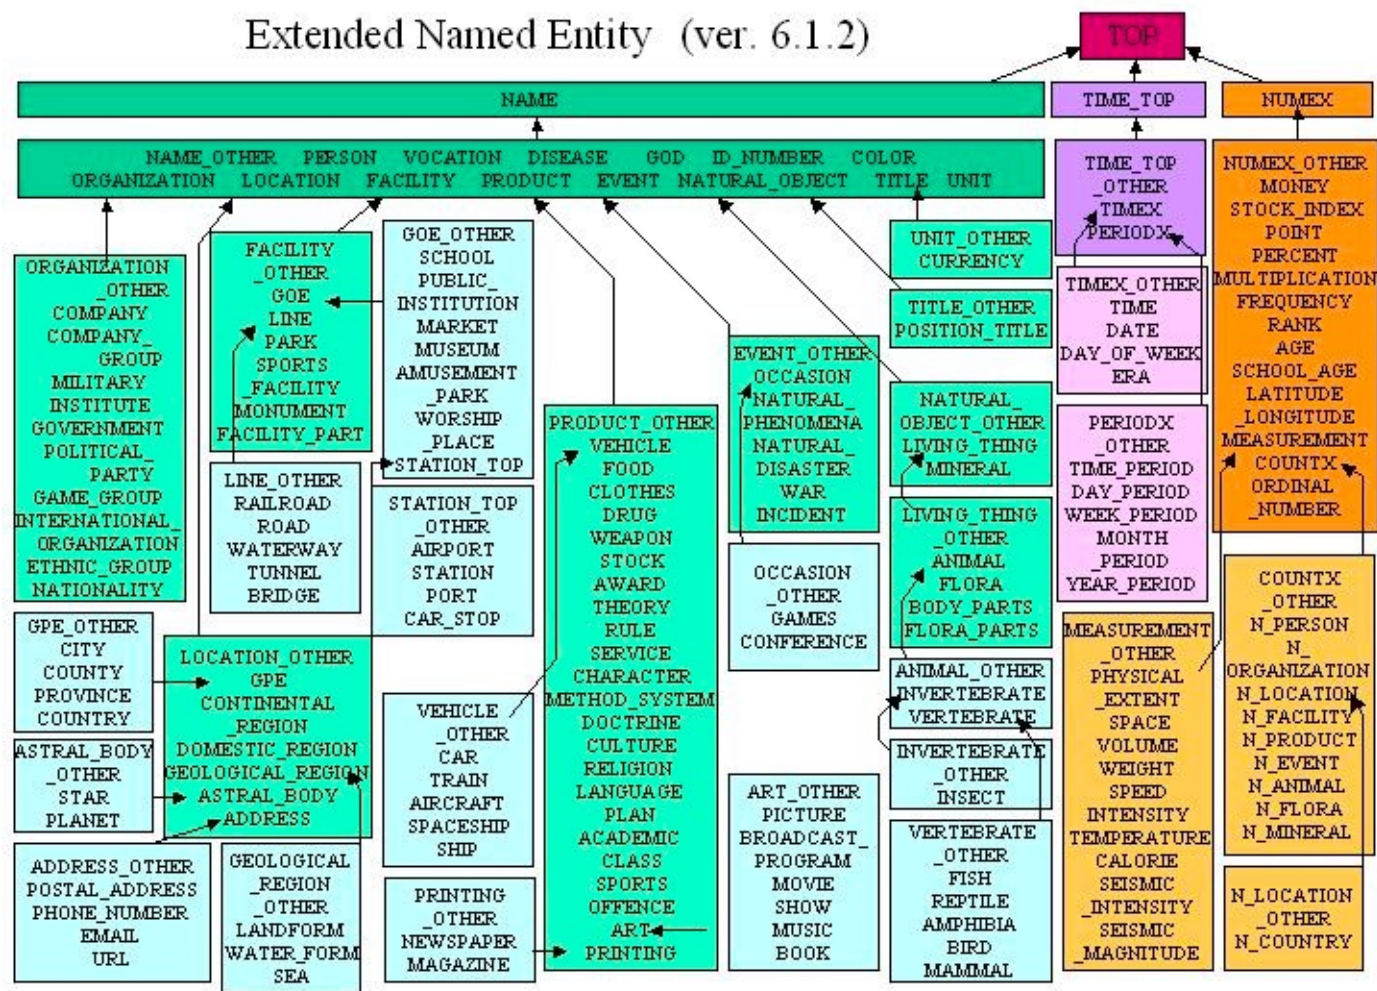 Extended Named Entity (ver. 6.1.2)
TOP
NAME
TIME_TOP
NUMEX
NAME_OTHER PERSON VOCATION DISEASE GOD ID_NUMBER COLOR
ORGANIZATION LOCATION FACILITY PRODUCT EVENT NATURAL_OBJECT TITLE UNIT
TIME_TOP
_OTHER
TIMEX
PERIODX
NUMEX_OTHER
MONEY
STOCK_INDEX
POINT
PERCENT
MULTIPLICATION
FREQUENCY
RANK
AGE
SCHOOL_AGE
LATITUDE
_LONGITUDE
MEASUREMENT
COUNTX
ORDINAL
_NUMBER
ORGANIZATION
_OTHER
COMPANY
COMPANY_
GROUP
MILITARY
INSTITUTE
GOVERNMENT
POLITICAL_
PARTY
GAME_GROUP
INTERNATIONAL_
ORGANIZATION
ETHNIC_GROUP
NATIONALITY
FACILITY
_OTHER
GOE
LINE
PARK
SPORTS
_FACILITY
MONUMENT
FACILITY_PART
GOE_OTHER
SCHOOL
PUBLIC_
INSTITUTION
MARKET
MUSEUM
AMUSEMENT
_PARK
WORSHIP
_PLACE
STATION_TOP
LINE_OTHER
RAILROAD
ROAD
WATERWAY
TUNNEL
BRIDGE
STATION_TOP
_OTHER
AIRPORT
STATION
PORT
CAR_STOP
GPE_OTHER
CITY
COUNTY
PROVINCE
COUNTRY
LOCATION_OTHER
GPE
CONTINENTAL
_REGION
DOMESTIC_REGION
GEOLOGICAL_REGION
ASTRAL_BODY
ADDRESS
ASTRAL_BODY
_OTHER
STAR
PLANET
ADDRESS_OTHER
POSTAL_ADDRESS
PHONE_NUMBER
EMAIL
URL
GEOLOGICAL
_REGION
_OTHER
LANDFORM
WATER_FORM
SEA
VEHICLE
_OTHER
CAR
TRAIN
AIRCRAFT
SPACESHIP
SHIP
PRINTING
_OTHER
NEWSPAPER
MAGAZINE
PRODUCT_OTHER
VEHICLE
FOOD
CLOTHES
DRUG
WEAPON
STOCK
AWARD
THEORY
RULE
SERVICE
CHARACTER
METHOD_SYSTEM
DOCTRINE
CULTURE
RELIGION
LANGUAGE
PLAN
ACADEMIC
CLASS
SPORTS
OFFENCE
ART
PRINTING
EVENT_OTHER
OCCASION
NATURAL_
PHENOMENA
NATURAL_
DISASTER
WAR
INCIDENT
OCCASION
_OTHER
GAMES
CONFERENCE
ART_OTHER
PICTURE
BROADCAST_
PROGRAM
MOVIE
SHOW
MUSIC
BOOK
UNIT_OTHER
CURRENCY
TITLE_OTHER
POSITION_TITLE
NATURAL_
OBJECT_OTHER
LIVING_THING
MINERAL
LIVING_THING
_OTHER
ANIMAL
FLORA
BODY_PARTS
FLORA_PARTS
ANIMAL_OTHER
INVERTEBRATE
VERTEBRATE
INVERTEBRATE
_OTHER
INSECT
VERTEBRATE
_OTHER
FISH
REPTILE
AMPHIBIA
BIRD
MAMMAL
TIMEX_OTHER
TIME
DATE
DAY_OF_WEEK
ERA
PERIODX
_OTHER
TIME_PERIOD
DAY_PERIOD
WEEK_PERIOD
MONTH
_PERIOD
YEAR_PERIOD
MEASUREMENT
_OTHER
PHYSICAL
_EXTENT
SPACE
VOLUME
WEIGHT
SPEED
INTENSITY
TEMPERATURE
CALORIE
SEISMIC
_INTENSITY
SEISMIC
_MAGNITUDE
COUNTX
_OTHER
N_PERSON
N_
ORGANIZATION
N_LOCATION
N_FACILITY
N_PRODUCT
N_EVENT
N_ANIMAL
N_FLORA
N_MINERAL
N_LOCATION
_OTHER
N_COUNTRY